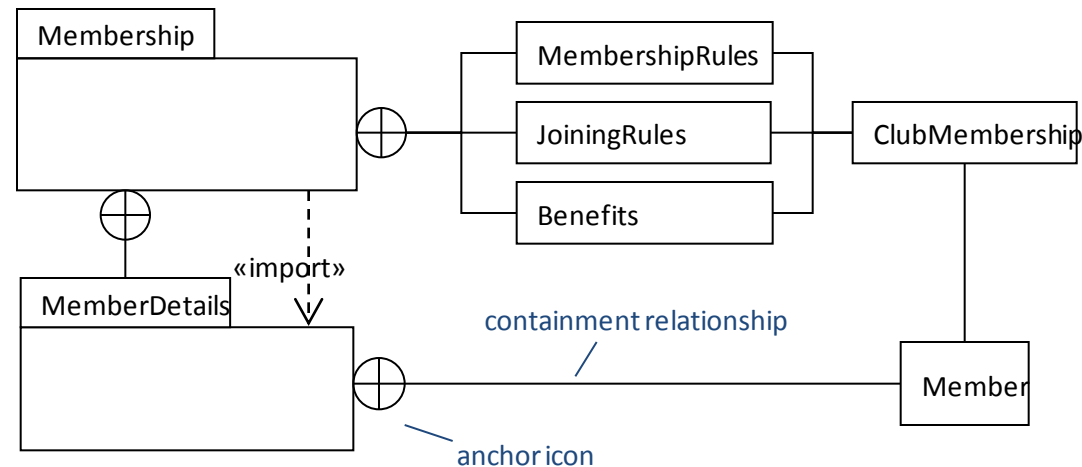 Membership
MembershipRules
JoiningRules
ClubMembership
Benefits
«import»
MemberDetails
containment relationship
Member
anchor icon